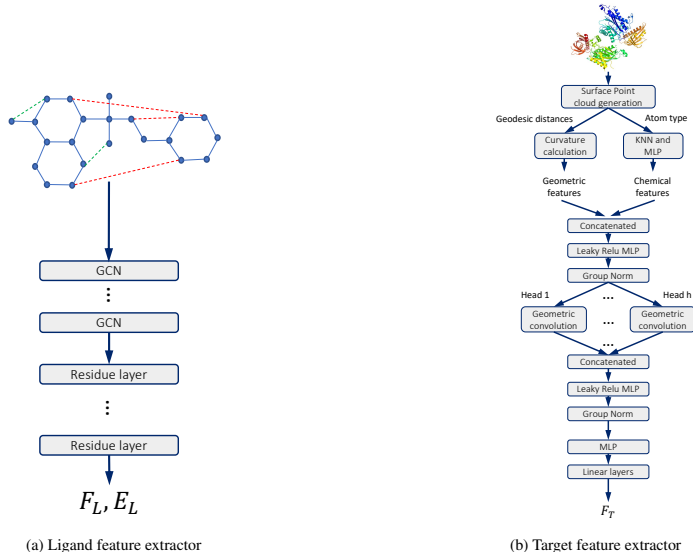 GCN
⋮
GCN
Residue layer
⋮
Residue layer
F_L, E_L
(a) Ligand feature extractor
Surface Point
cloud generation
Geodesic distances
Atom type
Curvature
calculation
KNN and
MLP
Geometric
features
Chemical
features
Concatenated
Leaky Relu MLP
Group Norm
Head 1
...
Head h
Geometric
convolution
...
Geometric
convolution
...
Concatenated
Leaky Relu MLP
Group Norm
MLP
Linear layers
F_T
(b) Target feature extractor